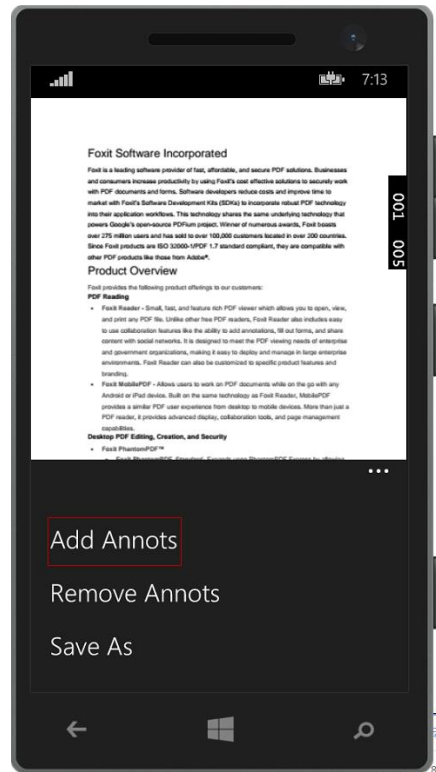 7:13
Foxit Software Incorporated
Foxit is a leading software provider of fast, affordable, and secure PDF solutions. Businesses
and consumers increase productivity by using Foxit's cost effective solutions to securely work
with PDF documents and forms. Software developers reduce costs and improve time to
market with Foxit's Software Development Kits (SDKs) to incorporate robust PDF technology
into their application workflows. This technology shares the same underlying technology that
powers Google's open-source PDFium project. Winner of numerous awards, Foxit boasts
over 275 million users and has sold to over 100,000 customers located in over 200 countries.
Since Foxit products are ISO 32000-1/PDF 1.7 standard compliant, they are compatible with
other PDF products like those from Adobe®.
001 005
Product Overview
Foxit provides the following product offerings to our customers:
PDF Reading
• Foxit Reader - Small, fast, and feature rich PDF viewer which allows you to open, view,
and print any PDF file. Unlike other free PDF readers, Foxit Reader also includes easy
to use collaboration features like the ability to add annotations, fill out forms, and share
content with social networks. It is designed to meet the PDF viewing needs of enterprise
and government organizations, making it easy to deploy and manage in large enterprise
environments. Foxit Reader can also be customized to specific product features and
branding.
• Foxit MobilePDF - Allows users to work on PDF documents while on the go with any
Android or iPad device. Built on the same technology as Foxit Reader, MobilePDF
provides a similar PDF user experience from desktop to mobile devices. More than just a
PDF reader, it provides advanced display, collaboration tools, and page management
capabilities.
Desktop PDF Editing, Creation, and Security
• Foxit PhantomPDF™
Add Annots
Remove Annots
Save As